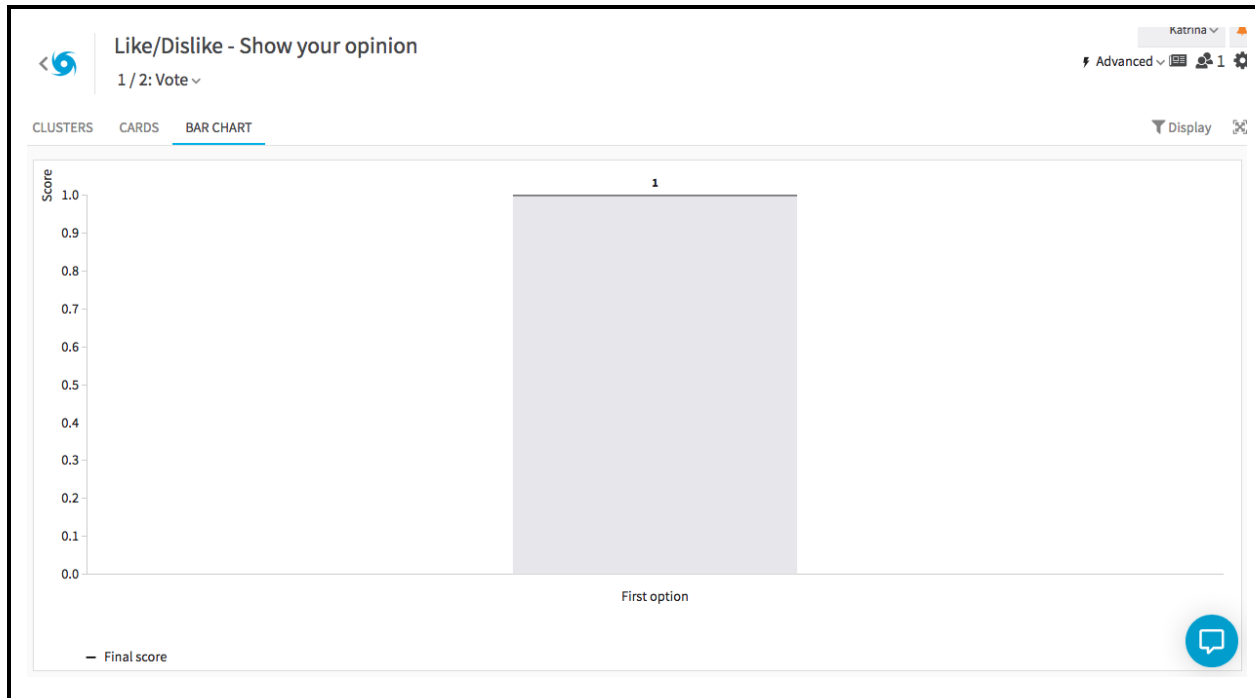 Like/Dislike - Show your opinion
1 / 2: Vote
Katrina
Advanced 1
CLUSTERS CARDS BAR CHART Display
Score
1
1.0
0.9
0.8
0.7
0.6
0.5
0.4
0.3
0.2
0.1
0.0
First option
Final score